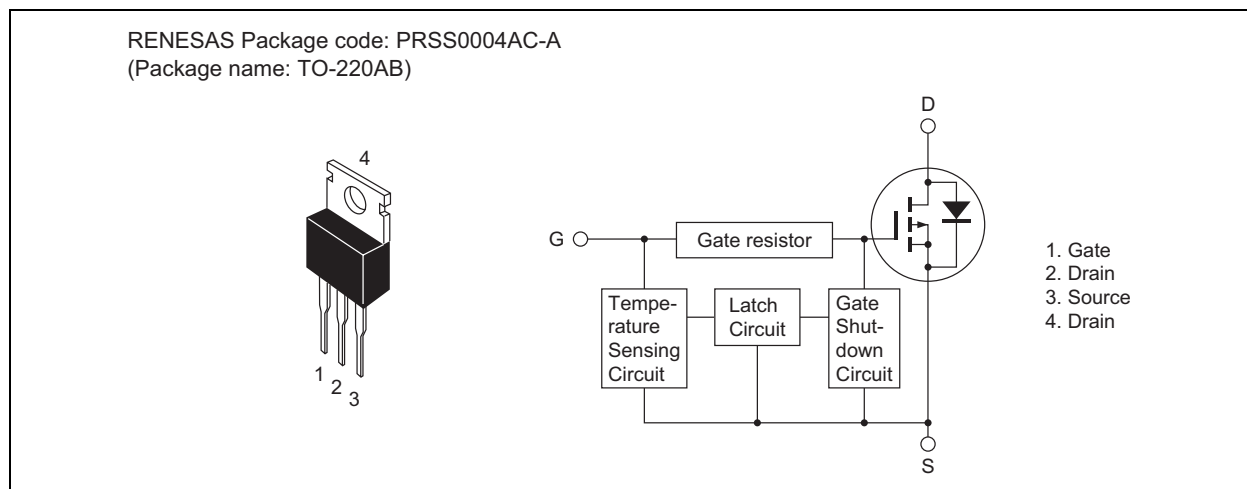 RENESAS Package code: PRSS0004AC-A
(Package name: TO-220AB)
4
1
2
3
D
G
Gate resistor
Tempe-
rature
Sensing
Circuit
Latch
Circuit
Gate
Shut-
down
Circuit
S
1. Gate
2. Drain
3. Source
4. Drain